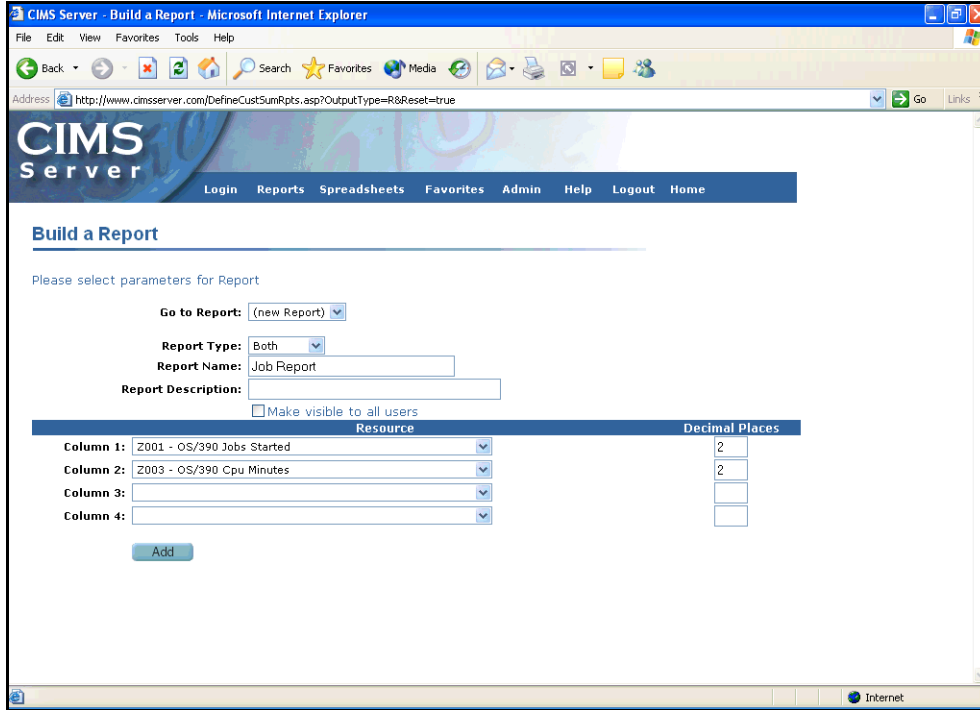 CIMS Server - Build a Report - Microsoft Internet Explorer
File Edit View Favorites Tools Help
Back Search Favorites Media
Address http://www.cimsserver.com/DefineCustSumRpts.asp?OutputType=R&Reset=true Go Links
CIMS
Server
Login Reports Spreadsheets Favorites Admin Help Logout Home
Build a Report
Please select parameters for Report
Go to Report: (new Report)
Report Type: Both
Report Name: Job Report
Report Description:
Make visible to all users
Resource Decimal Places
Column 1: Z001 - OS/390 Jobs Started 2
Column 2: Z003 - OS/390 Cpu Minutes 2
Column 3:
Column 4:
Add
Internet